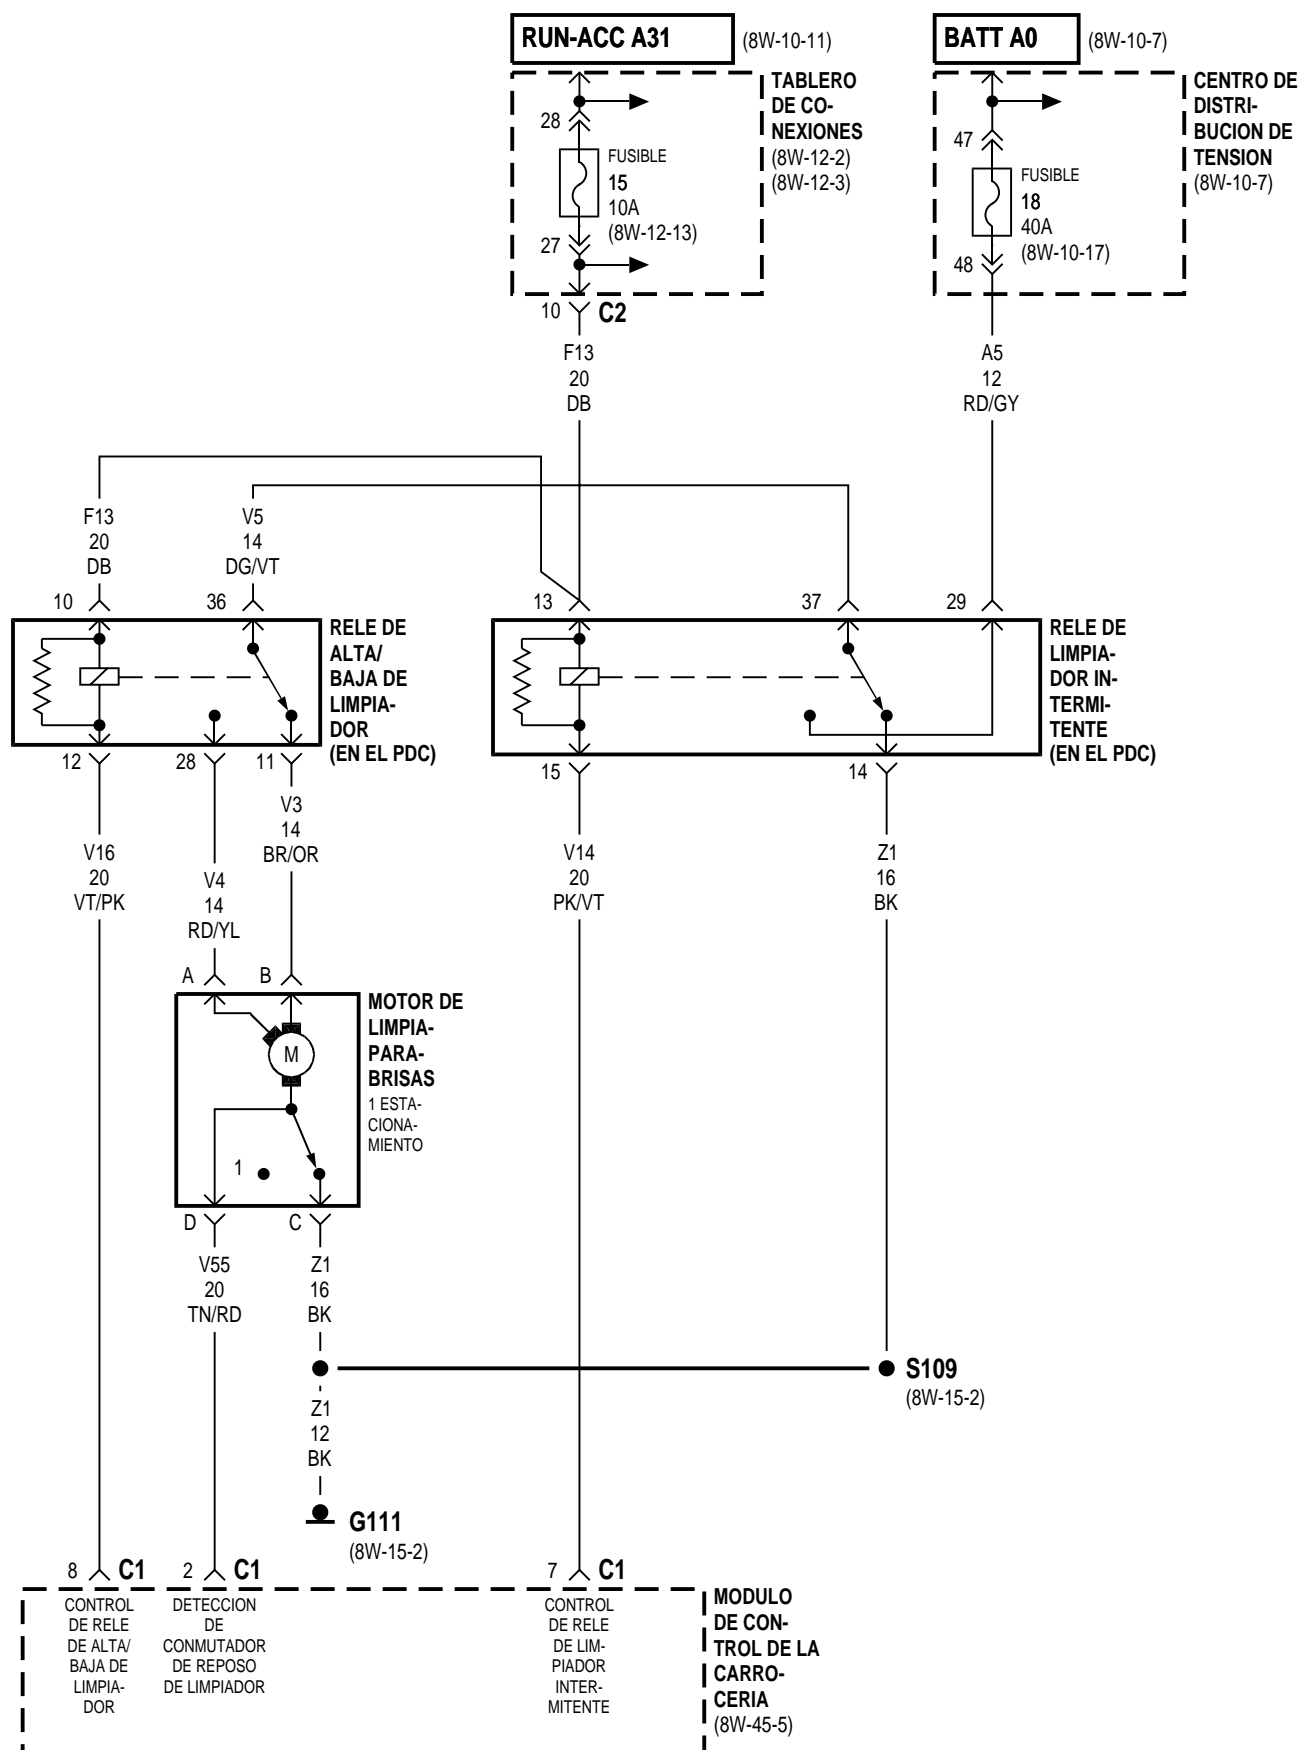 RUN-ACC A31
(8W-10-11)
BATT A0
(8W-10-7)
TABLERO
DE CO-
NEXIONES
(8W-12-2)
(8W-12-3)
28
FUSIBLE
15
10A
(8W-12-13)
27
10
C2
CENTRO DE
DISTRI-
BUCION DE
TENSION
(8W-10-7)
47
FUSIBLE
18
40A
(8W-10-17)
48
F13
20
DB
A5
12
RD/GY
F13
20
DB
V5
14
DG/VT
10
36
13
37
29
RELE DE
ALTA/
BAJA DE
LIMPIA-
DOR
(EN EL PDC)
RELE DE
LIMPIA-
DOR IN-
TERMI-
TENTE
(EN EL PDC)
12
28
11
15
14
V3
14
BR/OR
V16
20
VT/PK
V4
14
RD/YL
V14
20
PK/VT
Z1
16
BK
A
B
M
MOTOR DE
LIMPIA-
PARA-
BRISAS
1 ESTA-
CIONA-
MIENTO
1
D
C
V55
20
TN/RD
Z1
16
BK
S109
(8W-15-2)
Z1
12
BK
G111
(8W-15-2)
8
C1
2
C1
7
C1
CONTROL
DE RELE
DE ALTA/
BAJA DE
LIMPIA-
DOR
DETECCION
DE
CONMUTADOR
DE REPOSO
DE LIMPIADOR
CONTROL
DE RELE
DE LIM-
PIADOR
INTER-
MITENTE
MODULO
DE CON-
TROL DE LA
CARRO-
CERIA
(8W-45-5)